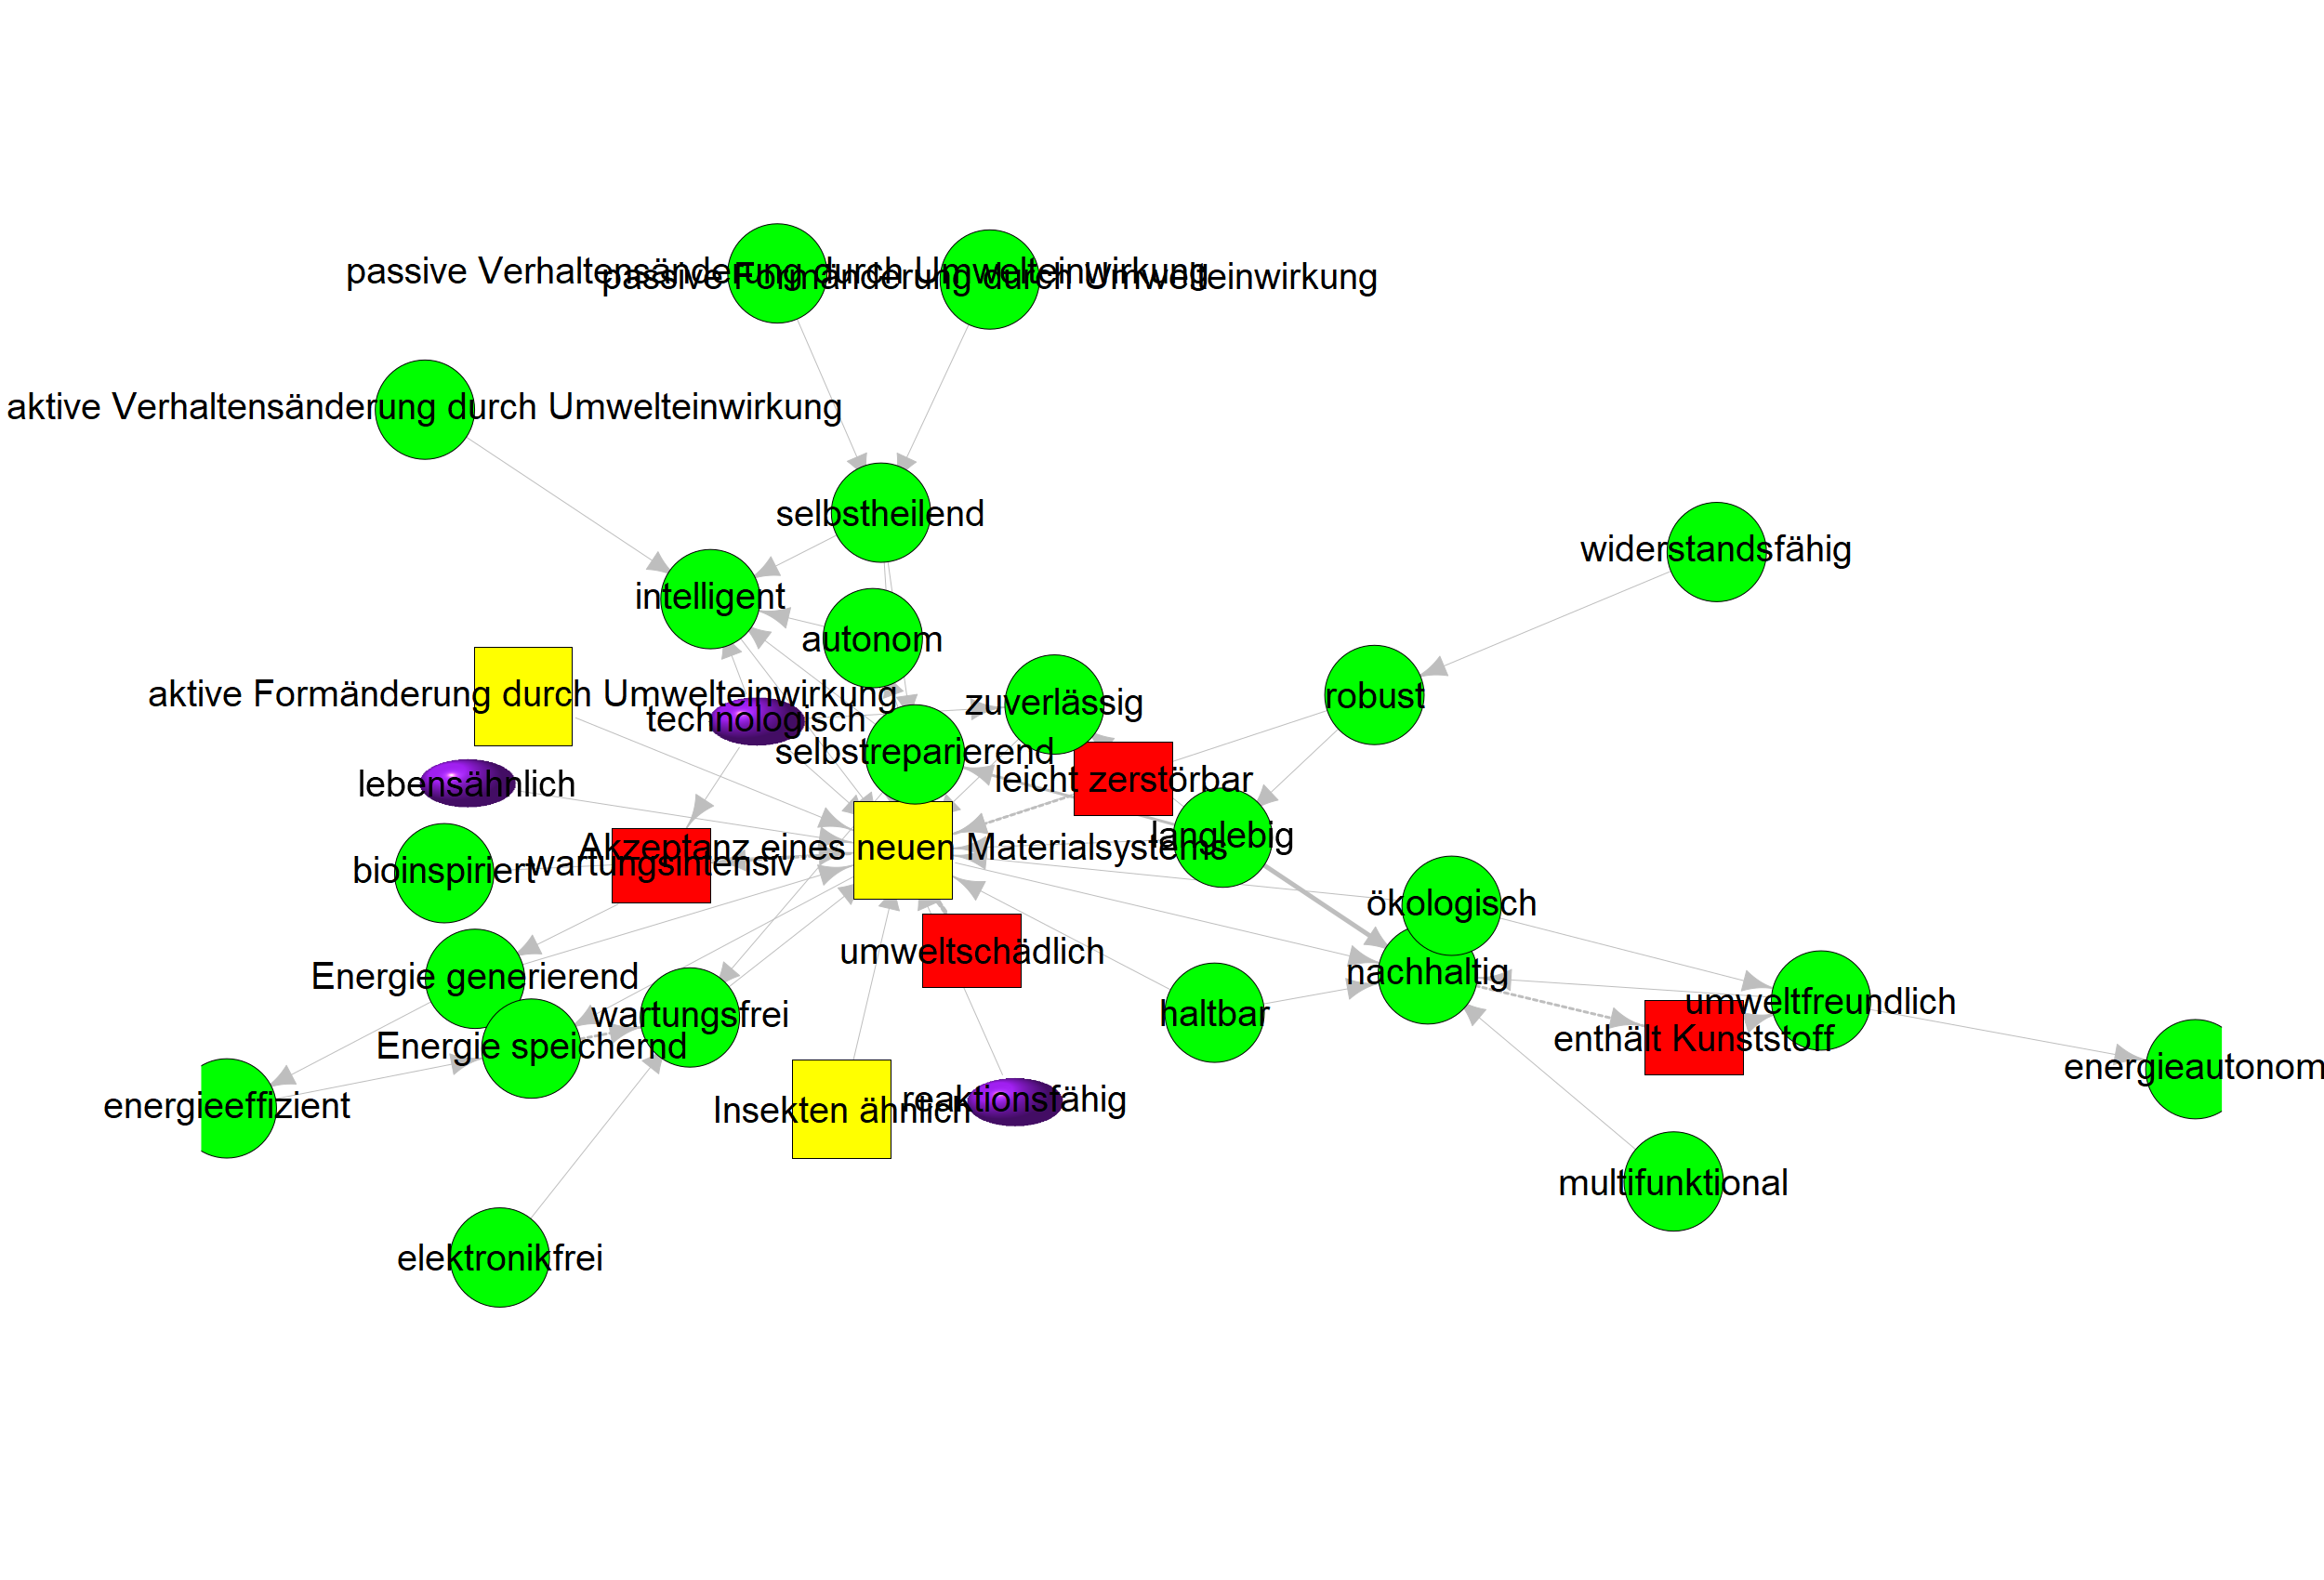 passive Verhaltensänderung durch Umwelteinwirkung
passive Formänderung durch Umwelteinwirkung
aktive Verhaltensänderung durch Umwelteinwirkung
selbstheilend
widerstandsfähig
intelligent
autonom
aktive Formänderung durch Umwelteinwirkung
robust
zuverlässig
technologisch
selbstreparierend
leicht zerstörbar
lebensähnlich
langlebig
Akzeptanz eines neuen Materialsystems
wartungsintensiv
bioinspiriert
ökologisch
umweltschädlich
nachhaltig
Energie generierend
umweltfreundlich
wartungsfrei
haltbar
enthält Kunststoff
Energie speichernd
energieautonom
reaktionsfähig
energieeffizient
Insekten ähnlich
multifunktional
elektronikfrei